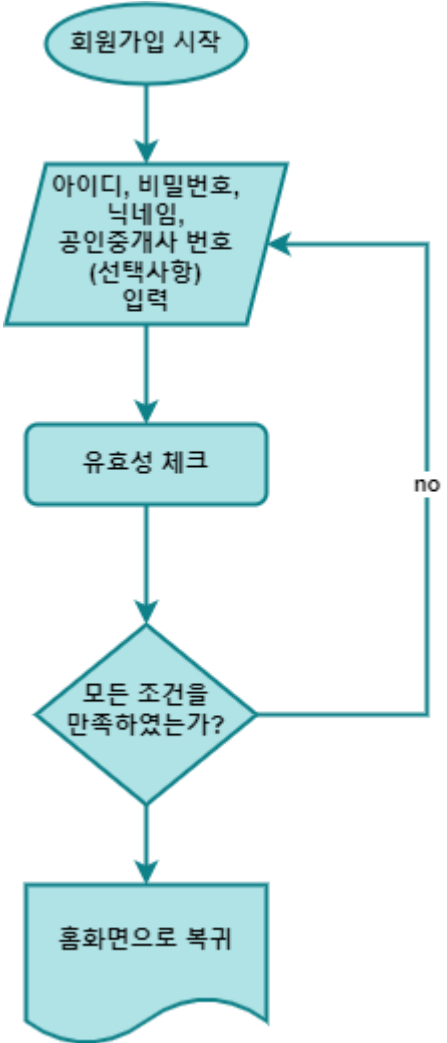 회원가입 시작
아이디, 비밀번호,
닉네임,
공인중개사 번호
(선택사항)
입력
유효성 체크
no
모든 조건을
만족하였는가?
홈화면으로 복귀